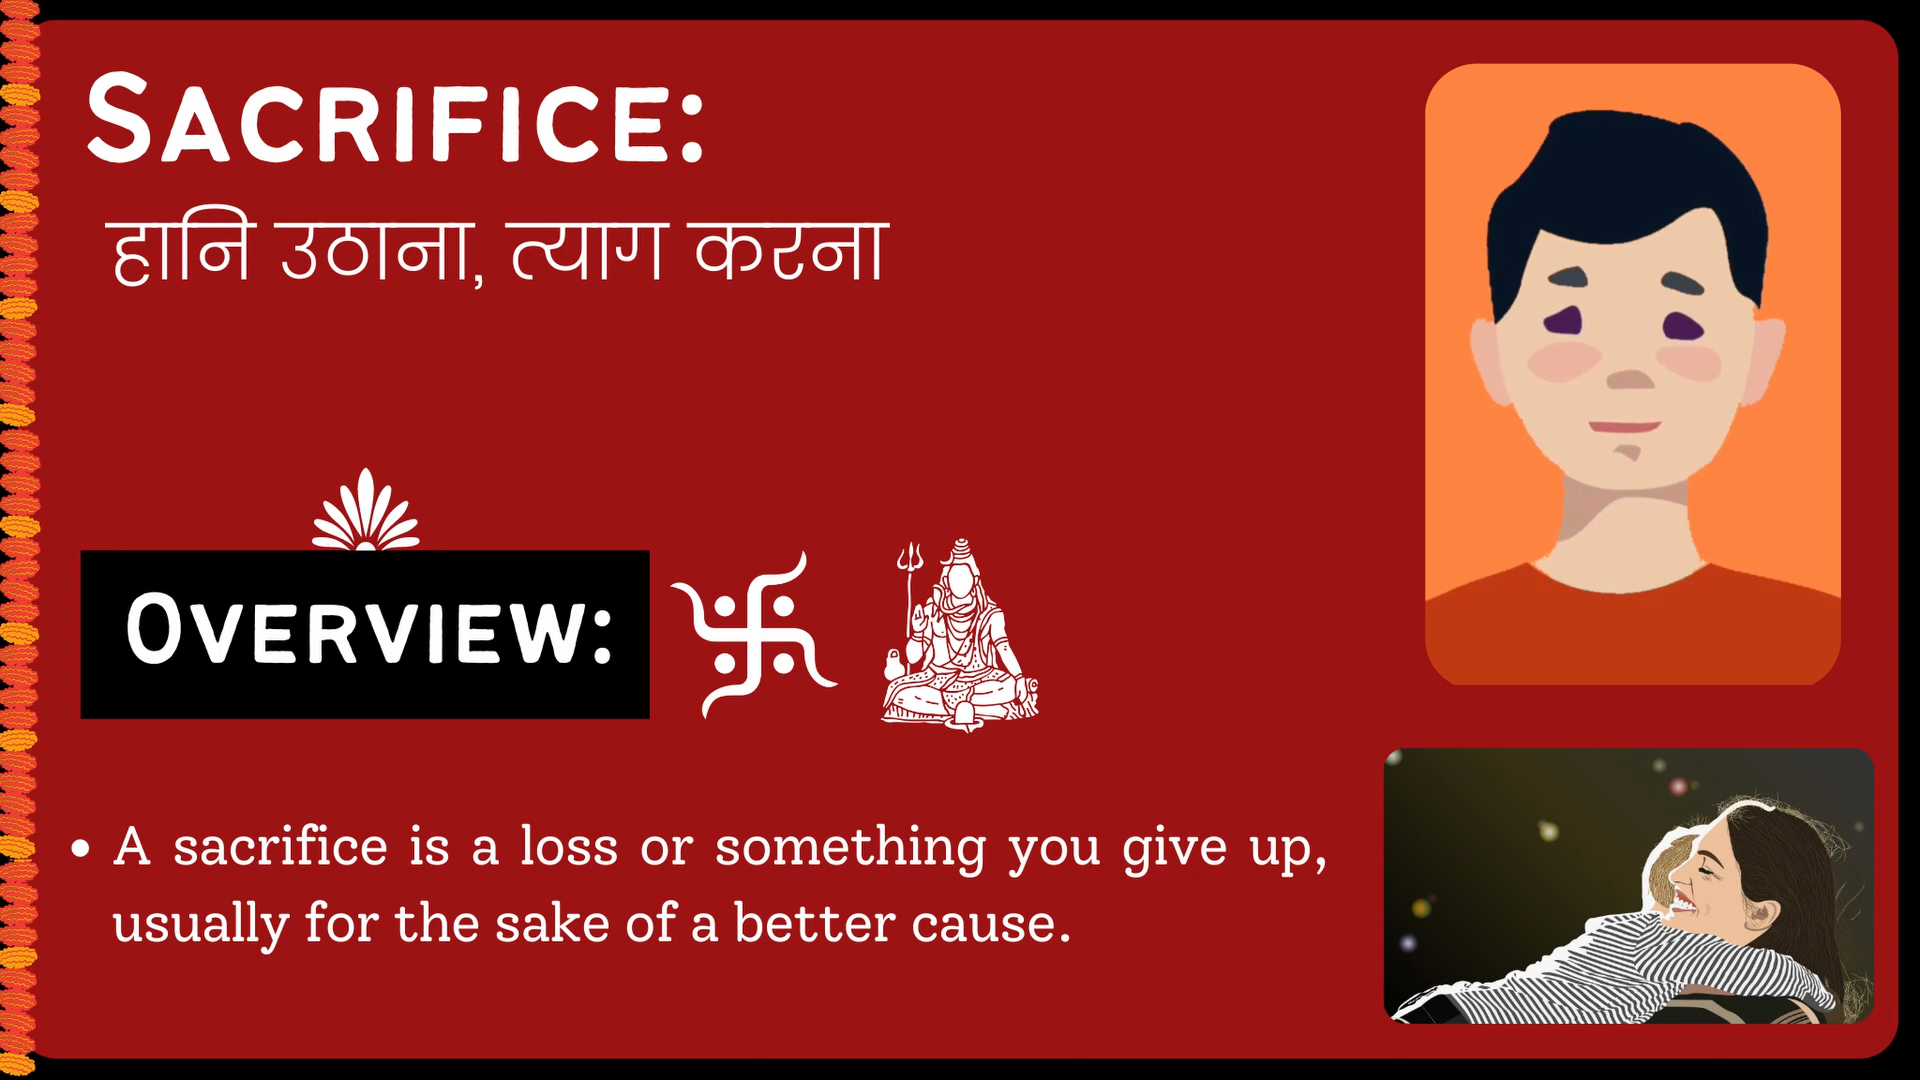 Sacrifice:
हानि उठाना, त्याग करना
Overview:
• A sacrifice is a loss or something you give up,
usually for the sake of a better cause.